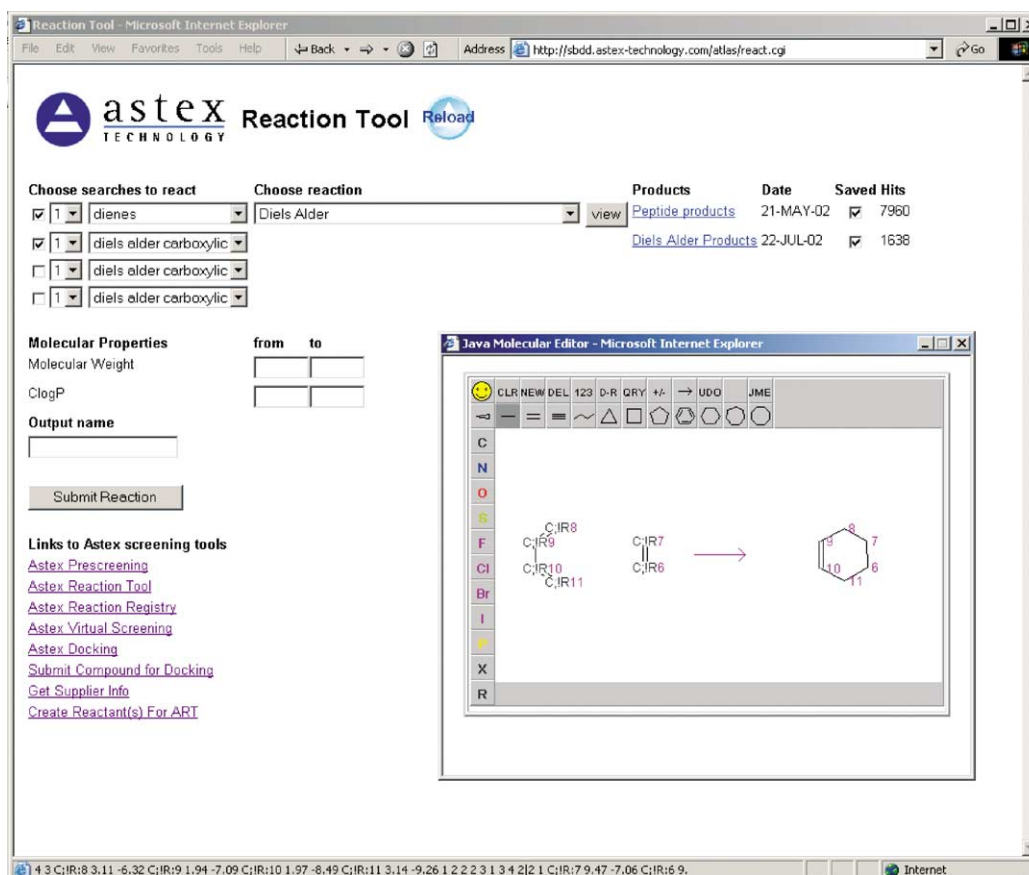 Reaction Tool - Microsoft Internet Explorer
File Edit View Favorites Tools Help Back Address http://sbdd.astex-technology.com/atlas/react.cgi Go
astex
TECHNOLOGY
Reaction Tool Reload
Choose searches to react Choose reaction Products Date Saved Hits
1 dienes Diels Alder view Peptide products 21-MAY-02 7960
1 diels alder carboxylic Diels Alder Products 22-JUL-02 1638
1 diels alder carboxylic
1 diels alder carboxylic
Molecular Properties from to
Molecular Weight
ClogP
Output name
Submit Reaction
Links to Astex screening tools
Astex Prescreening
Astex Reaction Tool
Astex Reaction Registry
Astex Virtual Screening
Astex Docking
Submit Compound for Docking
Get Supplier Info
Create Reactant(s) For ART
Java Molecular Editor - Microsoft Internet Explorer
CLR NEW DEL 123 D-R QRY +/- → UDO JME
C
N
O
S
F
Cl
Br
I
P
X
R
C;!R8
C;!R9
C;!R10
C;!R11
C;!R7
C;!R6
8
9 7
10 6
11
4 3 C;!R:8 3.11 -6.32 C;!R:9 1.94 -7.09 C;!R:10 1.97 -8.49 C;!R:11 3.14 -9.26 1 2 2 2 3 1 3 4 2|2 1 C;!R:7 9.47 -7.06 C;!R:6 9. Internet